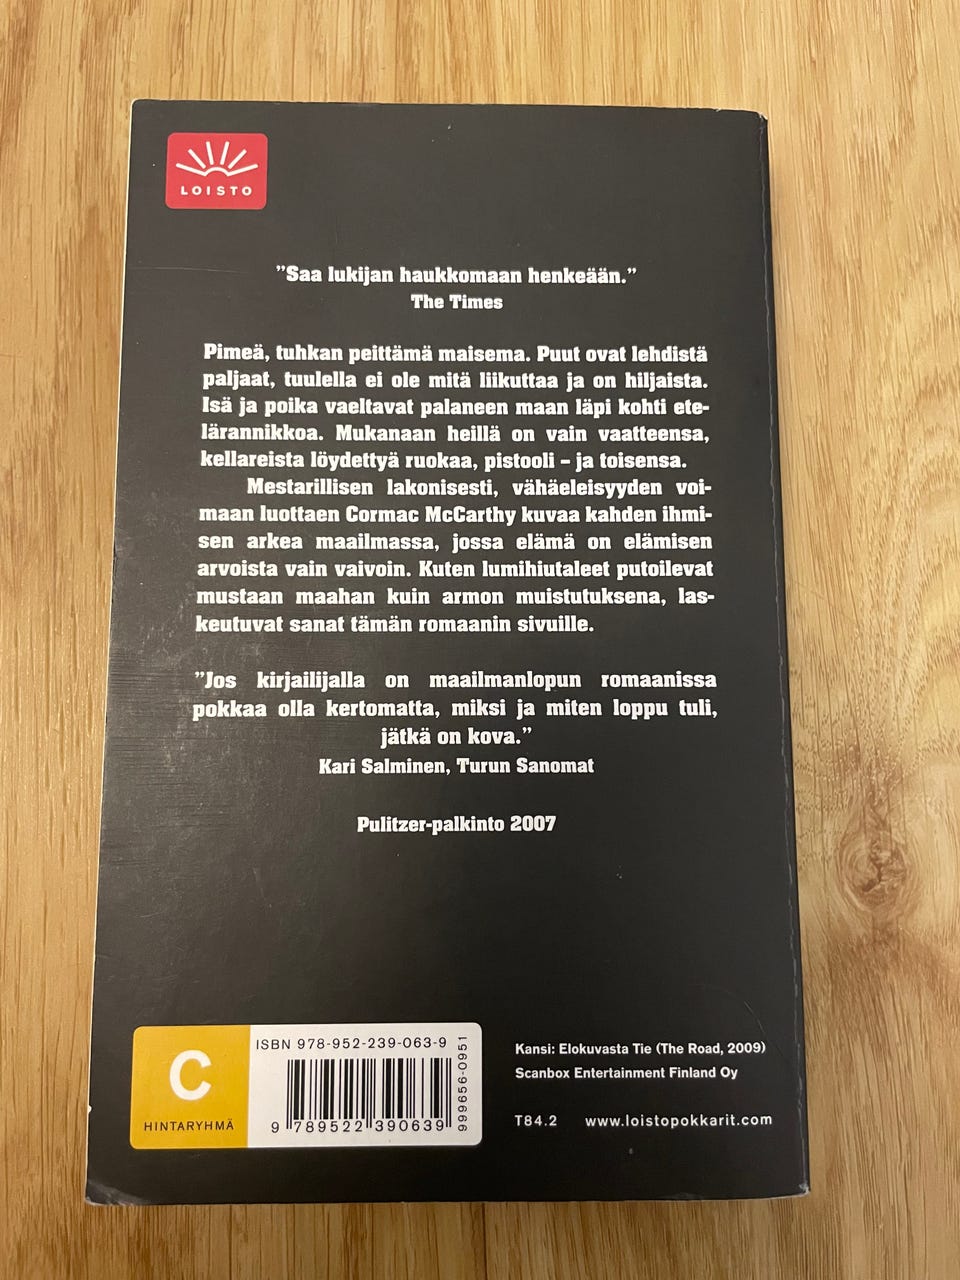 LOISTO
”Saa lukijan haukkomaan henkeään.”
The Times
Pimeä, tuhkan peittämä maisema. Puut ovat lehdistä
paljaat, tuulella ei ole mitä liikuttaa ja on hiljaista.
Isä ja poika vaeltavat palaneen maan läpi kohti ete-
lärannikkoa. Mukanaan heillä on vain vaatteensa,
kellareista löydettyä ruokaa, pistooli – ja toisensa.
Mestarillisen lakonisesti, vähäeleisyyden voi-
maan luottaen Cormac McCarthy kuvaa kahden ihmi-
sen arkea maailmassa, jossa elämä on elämisen
arvoista vain vaivoin. Kuten lumihiutaleet putoilevat
mustaan maahan kuin armon muistutuksena, las-
keutuvat sanat tämän romaanin sivuille.
”Jos kirjailijalla on maailmanlopun romaanissa
pokkaa olla kertomatta, miksi ja miten loppu tuli,
jätkä on kova.”
Kari Salminen, Turun Sanomat
Pulitzer-palkinto 2007
C
HINTARYHMÄ
ISBN 978-952-239-063-9
9 789522 390639
999656-0951
Kansi: Elokuvasta Tie (The Road, 2009)
Scanbox Entertainment Finland Oy
T84.2 www.loistopokkarit.com